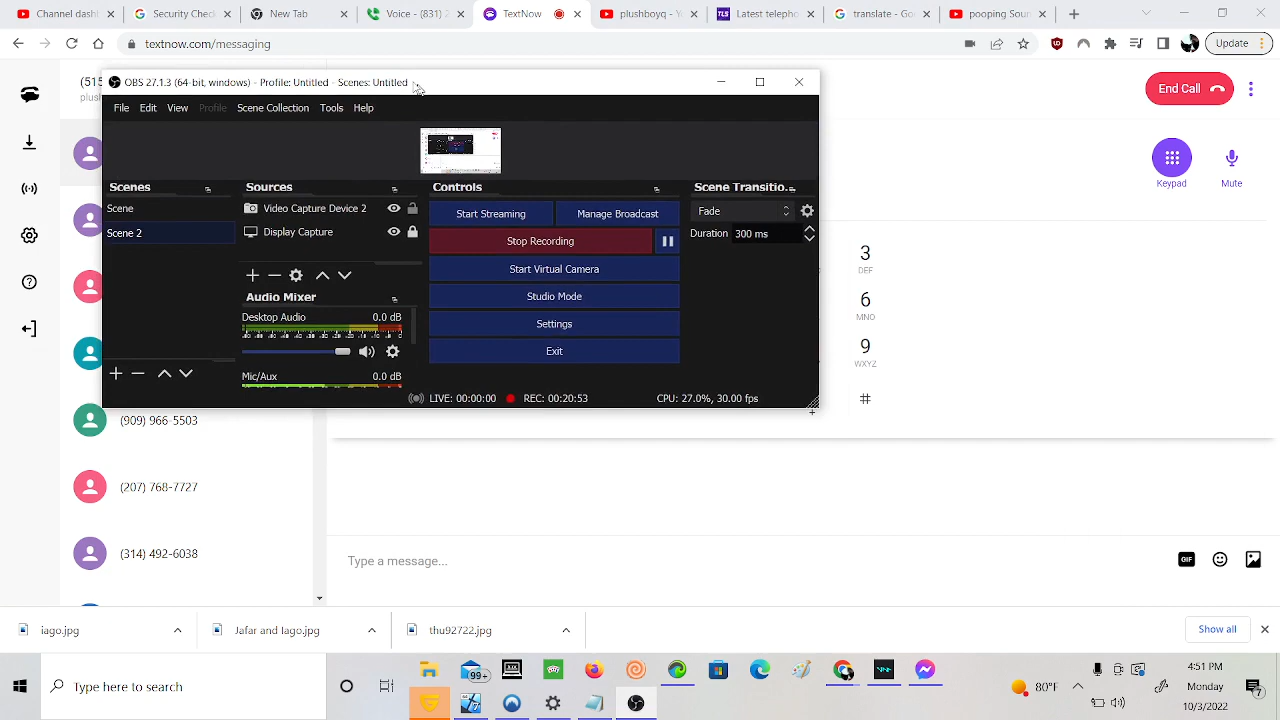 Channel dashbo
Security Check
New Tab
Voice - (831) 2
TextNow
plushboyq - Yo
Latest telepho
translate - Goo
pooping Soun
textnow.com/messaging
Update
OBS 27.1.3 (64-bit, windows) - Profile: Untitled - Scenes: Untitled
End Call
File Edit View Profile Scene Collection Tools Help
Keypad
Mute
Scenes
Sources
Controls
Scene Transitio...
Scene
Scene 2
Video Capture Device 2
Display Capture
Start Streaming
Manage Broadcast
Stop Recording
Start Virtual Camera
Studio Mode
Settings
Exit
Fade
Duration 300 ms
Audio Mixer
Desktop Audio 0.0 dB
Mic/Aux 0.0 dB
LIVE: 00:00:00
REC: 00:20:53
CPU: 27.0%, 30.00 fps
3
DEF
6
MNO
9
WXYZ
#
(909) 966-5503
(207) 768-7727
(314) 492-6038
Type a message...
GIF
iago.jpg
Jafar and Iago.jpg
thu92722.jpg
Show all
99+
Type here to search
80°F
4:51 PM
Monday
10/3/2022
7